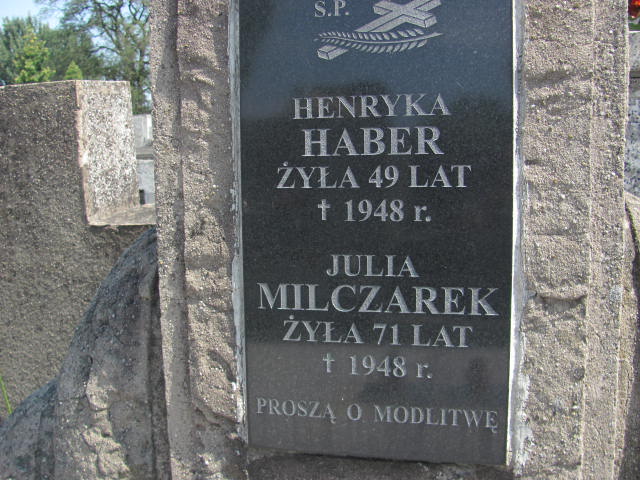 S.P.
HENRYKA
HABER
ŻYŁA 49 LAT
† 1948 r.
JULIA
MILCZAREK
ŻYŁA 71 LAT
† 1948 r.
PROSZĄ O MODLITWĘ